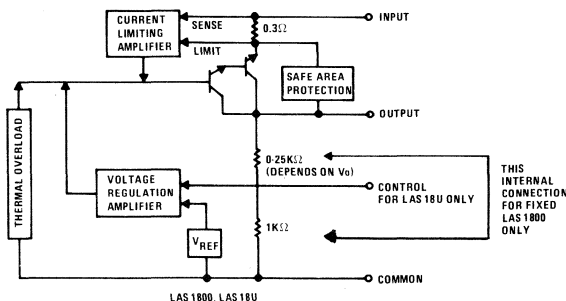 CURRENT
LIMITING
AMPLIFIER
SENSE
LIMIT
0.3Ω
INPUT
SAFE AREA
PROTECTION
OUTPUT
THERMAL OVERLOAD
0-25KΩ
(DEPENDS ON Vo)
VOLTAGE
REGULATION
AMPLIFIER
CONTROL
FOR LAS 18U ONLY
THIS
INTERNAL
CONNECTION
FOR FIXED
LAS 1800
ONLY
1KΩ
VREF
COMMON
LAS 1800, LAS 18U